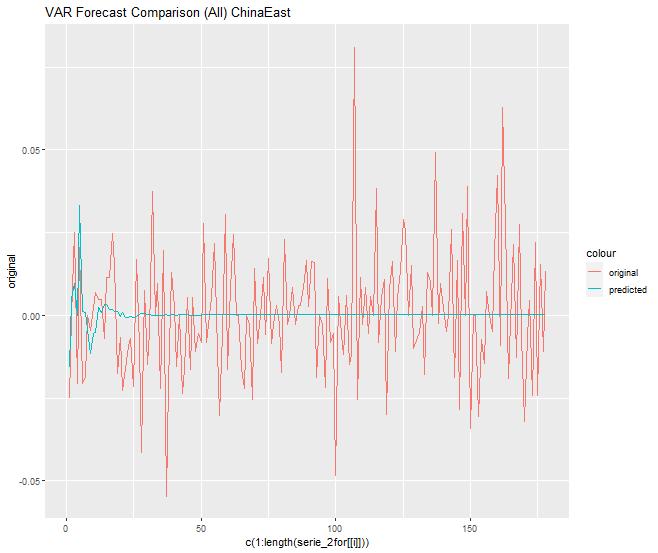 VAR Forecast Comparison (All) ChinaEast
original
0.05
0.00
-0.05
0
50
100
150
c(1:length(serie_2for[[i]]))
colour
original
predicted